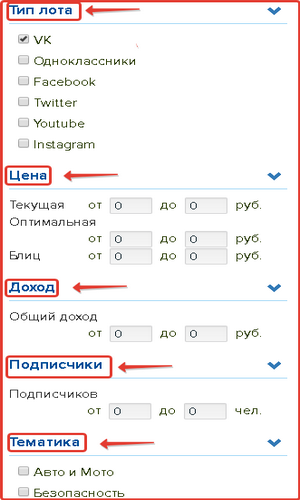 Тип лота
VK
Одноклассники
Facebook
Twitter
Youtube
Instagram
Цена
Текущая от 0 до 0 руб.
Оптимальная
от 0 до 0 руб.
Блиц от 0 до 0 руб.
Доход
Общий доход
от 0 до 0 руб.
Подписчики
Подписчиков
от 0 до 0 чел.
Тематика
Авто и Мото
Безопасность